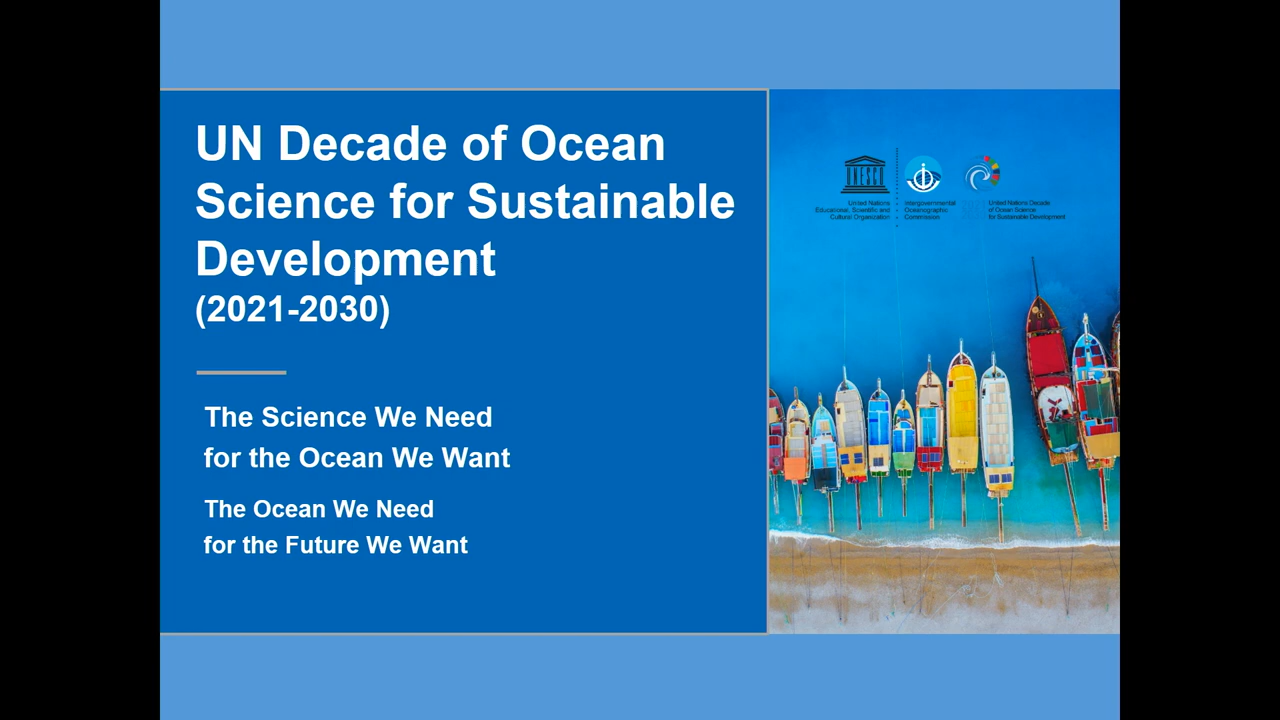 UN Decade of Ocean
Science for Sustainable
Development
(2021-2030)
The Science We Need
for the Ocean We Want
The Ocean We Need
for the Future We Want
UNESCO
United Nations
Educational, Scientific and
Cultural Organization
Intergovernmental
Oceanographic
Commission
United Nations Decade
of Ocean Science
for Sustainable Development